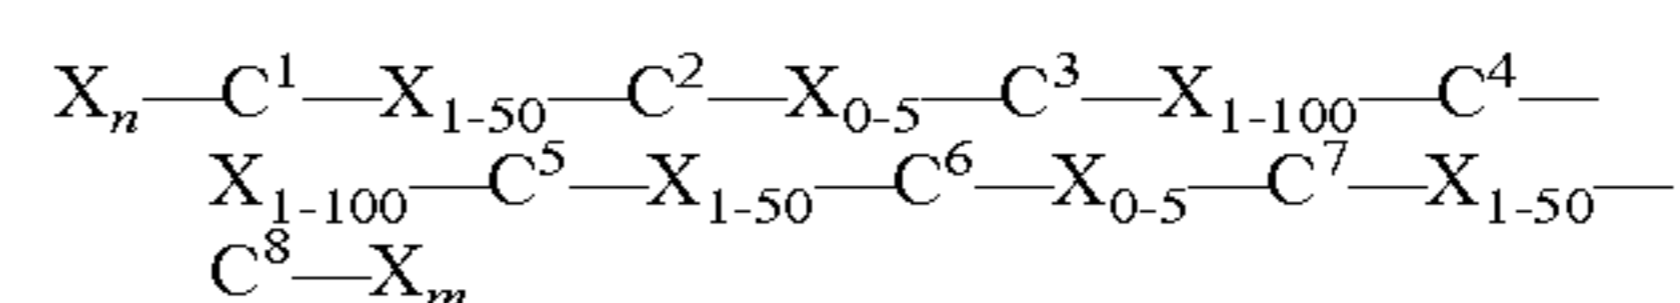 Xₙ—C¹—X₁₋₅₀—C²—X₀₋₅—C³—X₁₋₁₀₀—C⁴—
X₁₋₁₀₀—C⁵—X₁₋₅₀—C⁶—X₀₋₅—C⁷—X₁₋₅₀—
C⁸—Xₘ